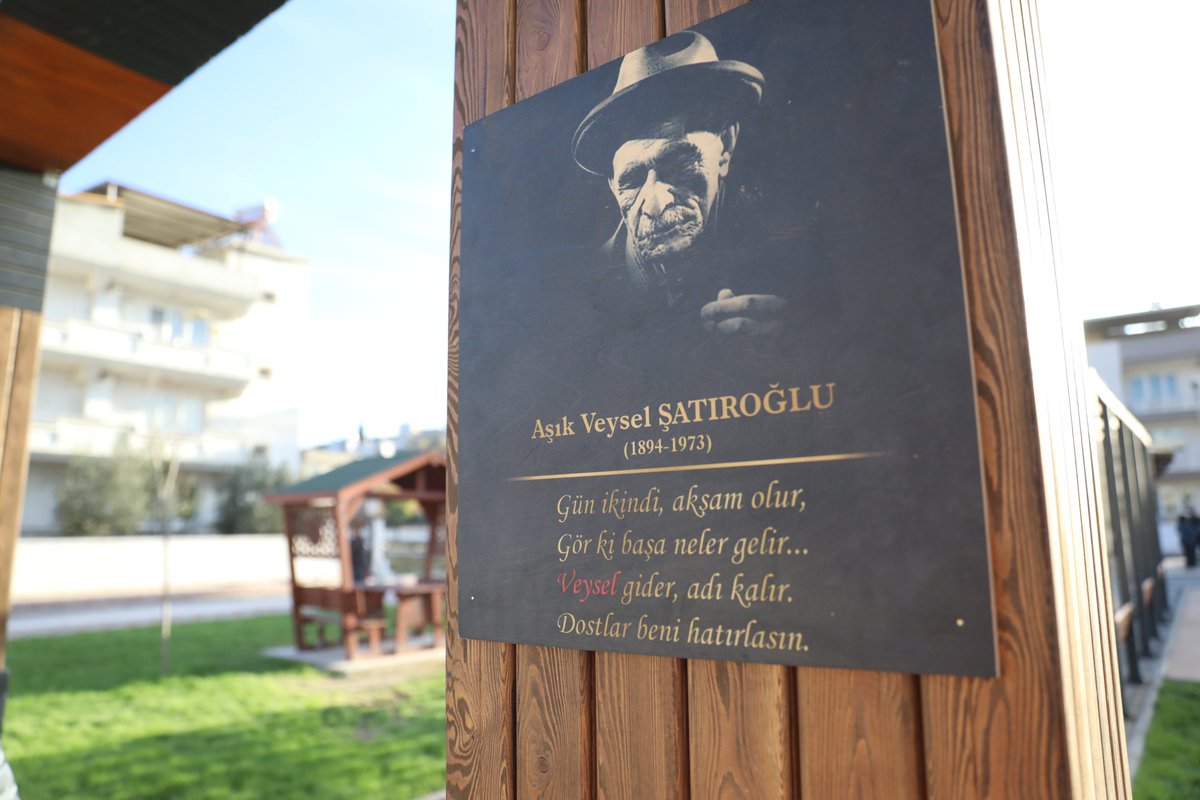 Aşık Veysel ŞATIROĞLU
(1894-1973)
Gün ikindi, akşam olur,
Gör ki başa neler gelir...
Veysel gider, adı kalır.
Dostlar beni hatırlasın.